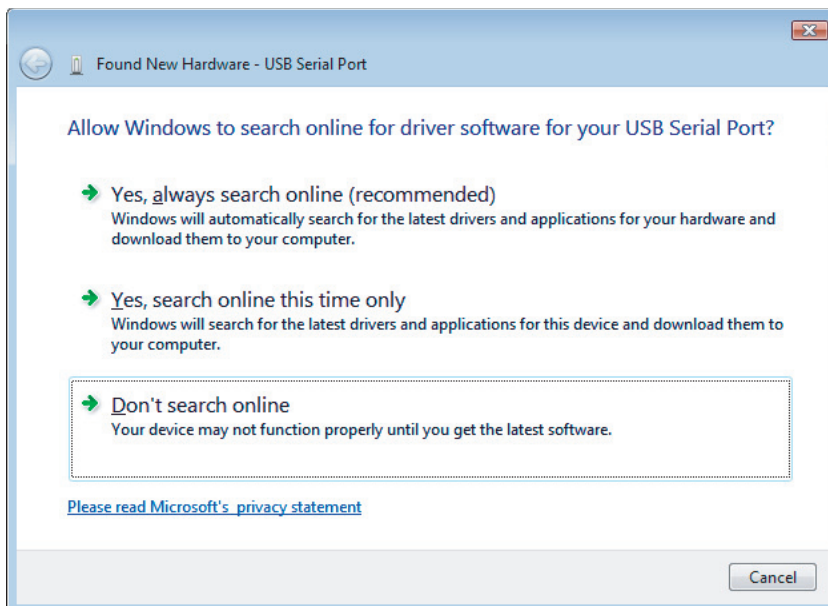 Found New Hardware - USB Serial Port
Allow Windows to search online for driver software for your USB Serial Port?
Yes, always search online (recommended)
Windows will automatically search for the latest drivers and applications for your hardware and
download them to your computer.
Yes, search online this time only
Windows will search for the latest drivers and applications for this device and download them to
your computer.
Don't search online
Your device may not function properly until you get the latest software.
Please read Microsoft's privacy statement
Cancel